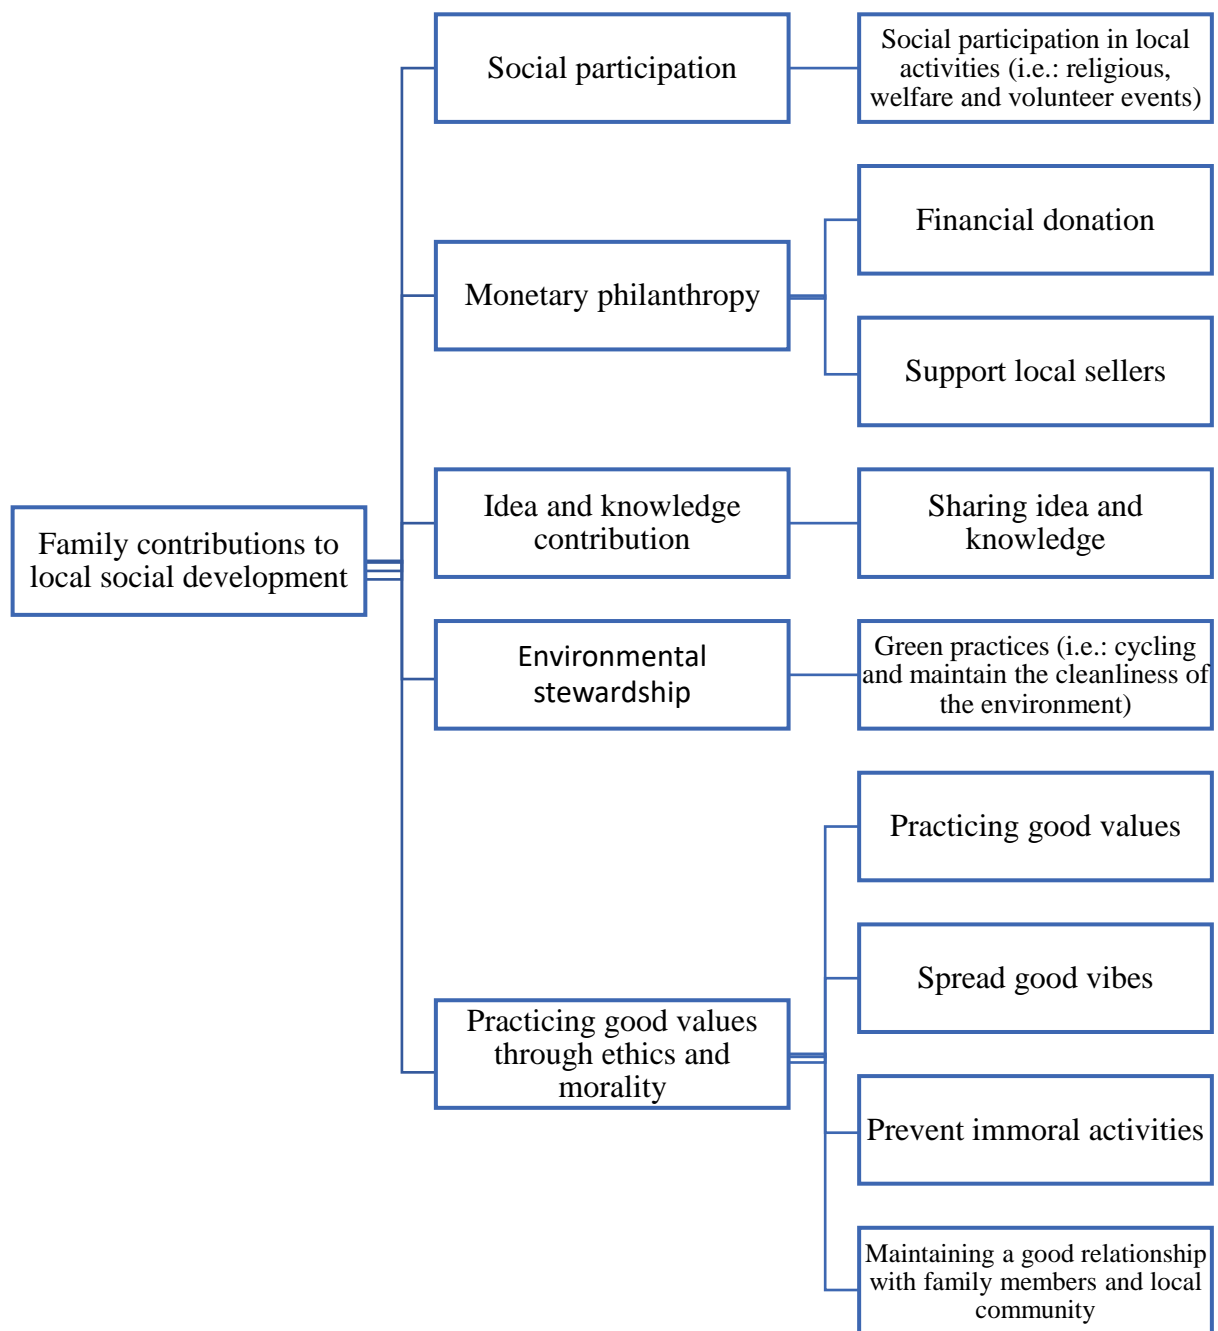 Social participation
Social participation in local
activities (i.e.: religious,
welfare and volunteer events)
Monetary philanthropy
Financial donation
Support local sellers
Family contributions to
local social development
Idea and knowledge
contribution
Sharing idea and
knowledge
Environmental
stewardship
Green practices (i.e.: cycling
and maintain the cleanliness of
the environment)
Practicing good values
through ethics and
morality
Practicing good values
Spread good vibes
Prevent immoral activities
Maintaining a good relationship
with family members and local
community